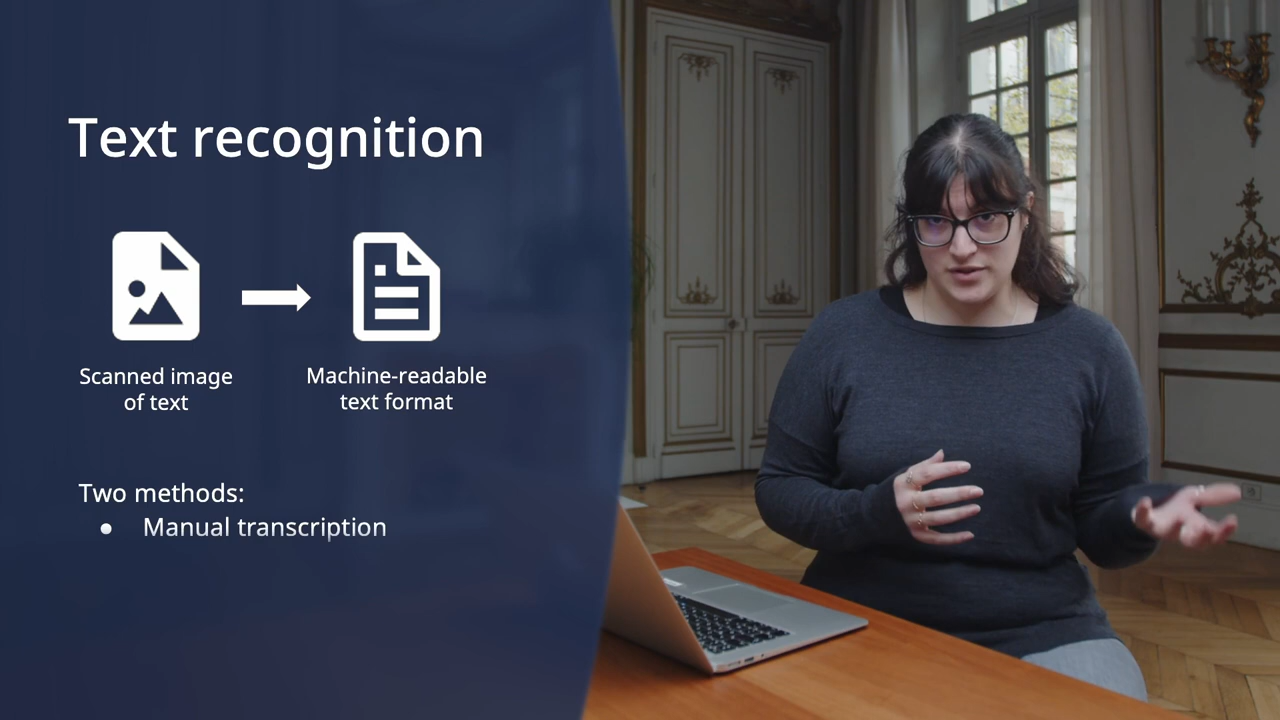 Text recognition
Scanned image
of text
Machine-readable
text format
Two methods:
● Manual transcription